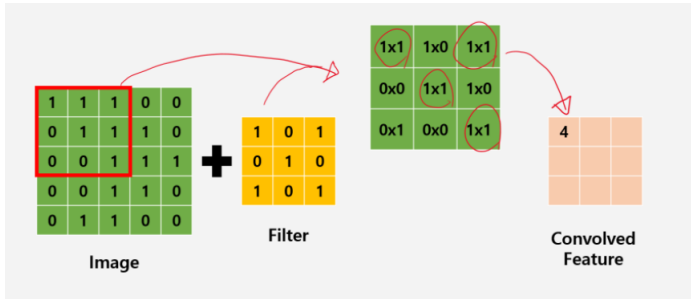 1 1 1 0 0
0 1 1 1 0
0 0 1 1 1
0 0 1 1 0
0 1 1 0 0
Image
+
1 0 1
0 1 0
1 0 1
Filter
1x1 1x0 1x1
0x0 1x1 1x0
0x1 0x0 1x1
4
Convolved
Feature